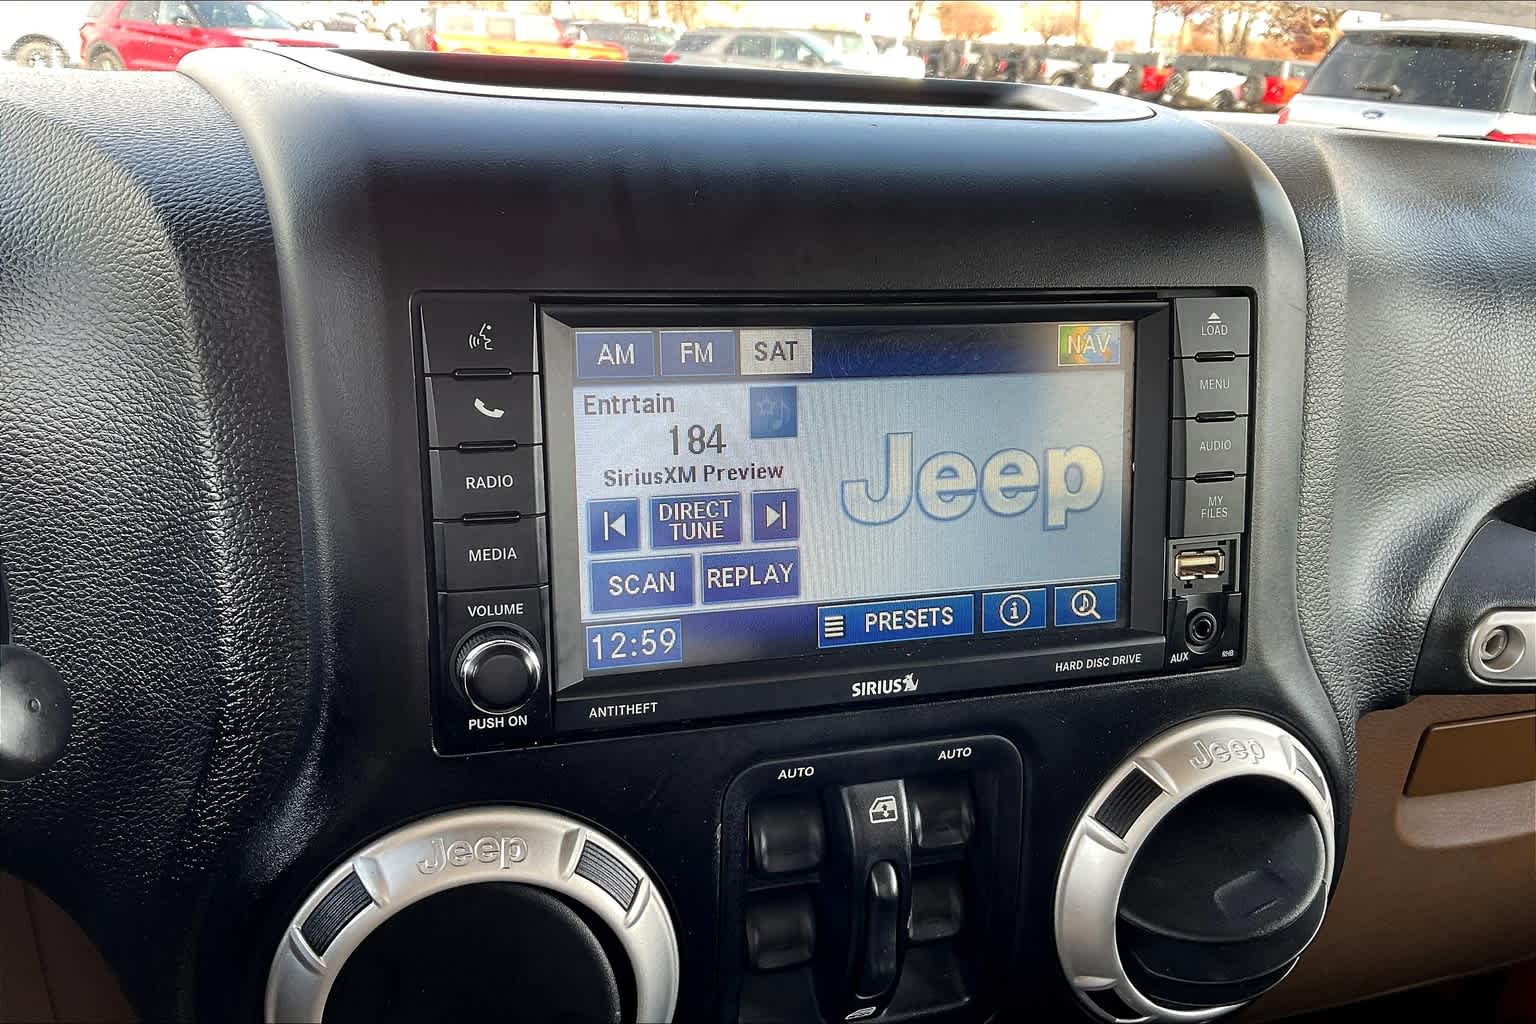 AM
FM
SAT
NAV
Entrtain
184
SiriusXM Preview
DIRECT
TUNE
SCAN
REPLAY
12:59
PRESETS
Jeep
RADIO
MEDIA
VOLUME
PUSH ON
LOAD
MENU
AUDIO
MY
FILES
AUX
RHB
ANTITHEFT
SIRIUS
HARD DISC DRIVE
AUTO
AUTO
Jeep
Jeep